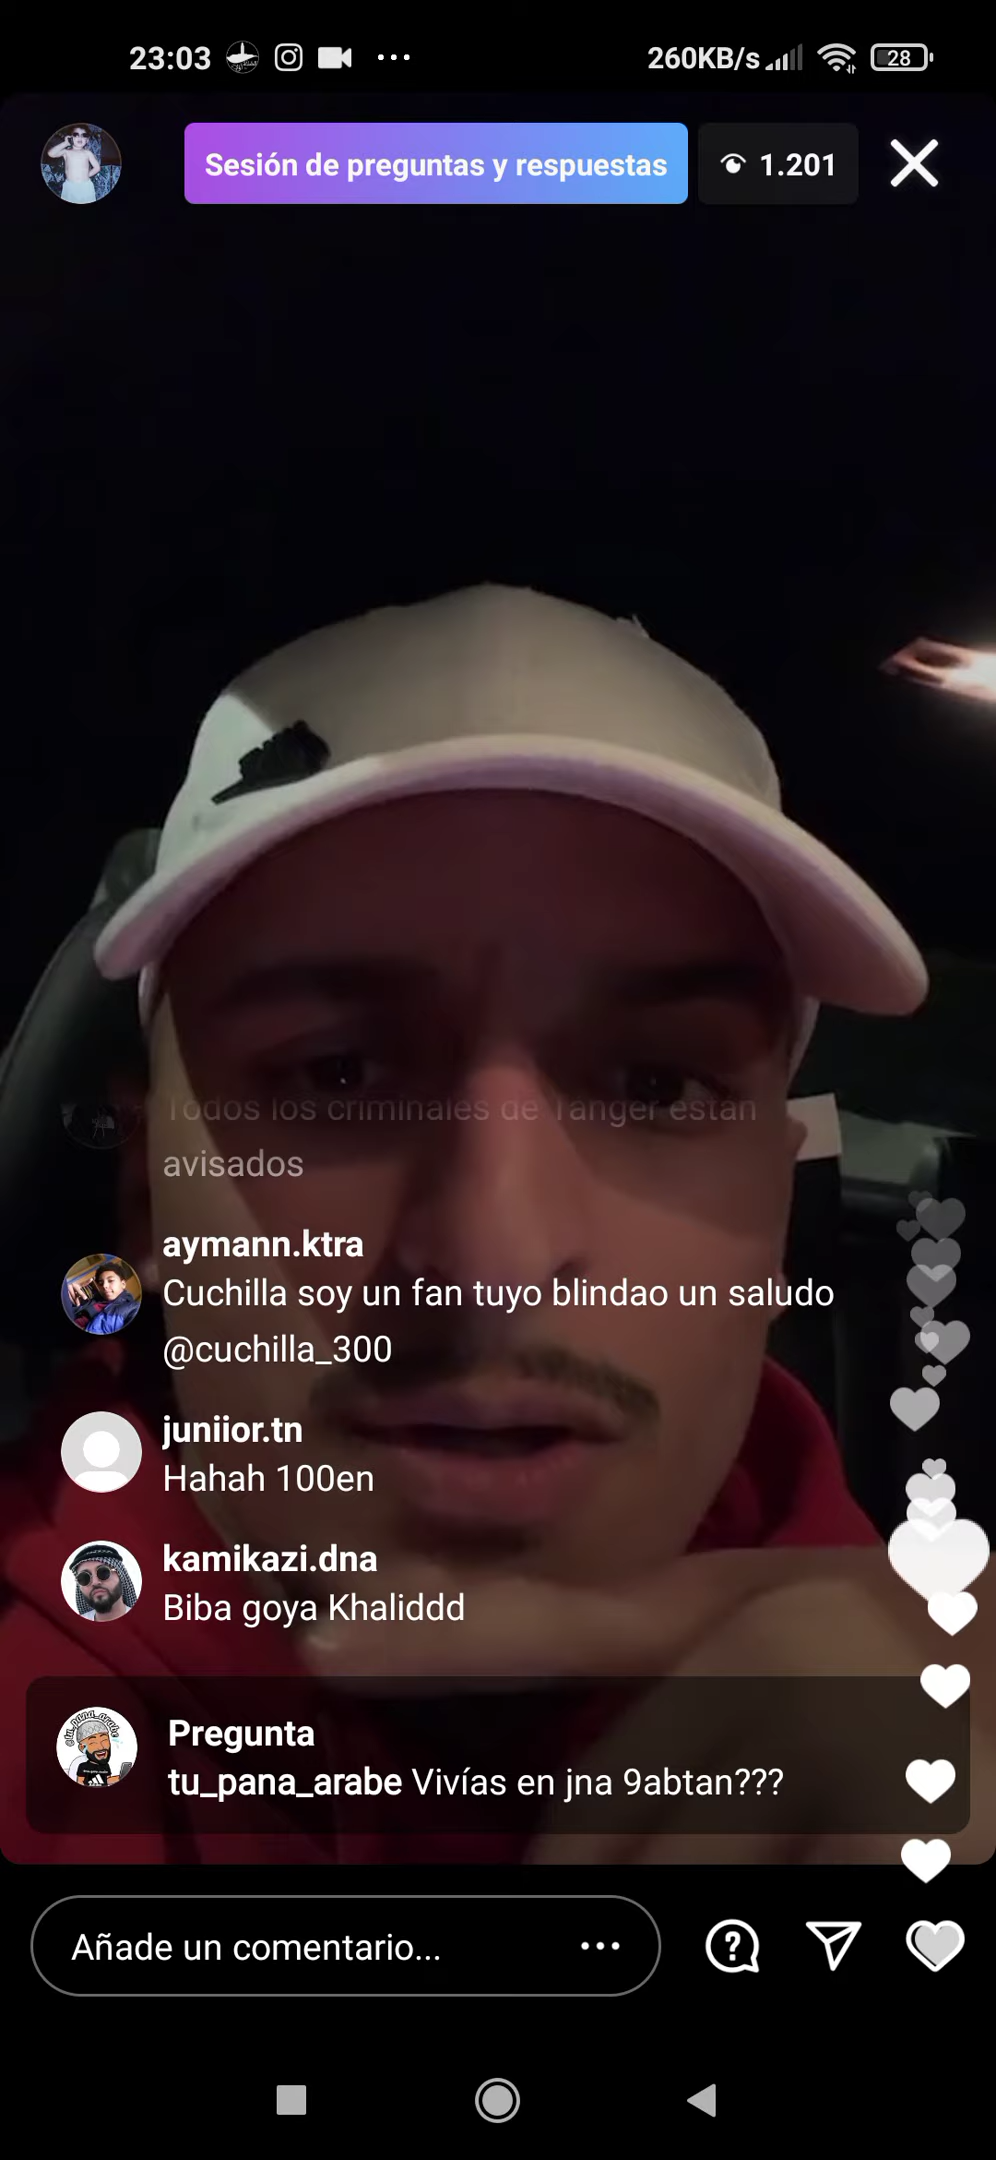 23:03
260KB/s
28
Sesión de preguntas y respuestas
1.201
Todos los criminales de Tanger están
avisados
aymann.ktra
Cuchilla soy un fan tuyo blindao un saludo
@cuchilla_300
juniior.tn
Hahah 100en
kamikazi.dna
Biba goya Khaliddd
Pregunta
tu_pana_arabe Vivías en jna 9abtan???
Añade un comentario...